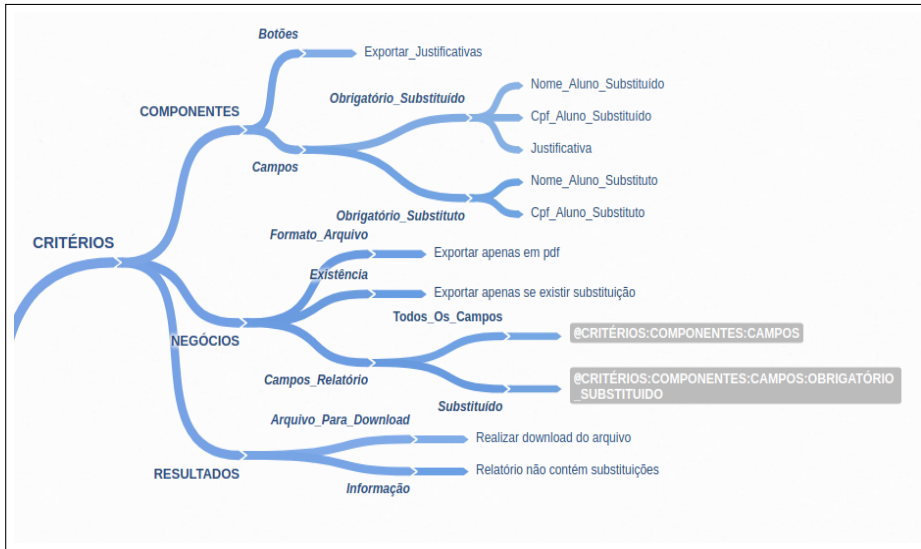 Botões
Exportar_Justificativas
Nome_Aluno_Substituído
Obrigatório_Substituído
COMPONENTES
Cpf_Aluno_Substituído
Justificativa
Campos
Nome_Aluno_Substituto
Cpf_Aluno_Substituto
Obrigatório_Substituto
Formato_Arquivo
CRITÉRIOS
Exportar apenas em pdf
Existência
Exportar apenas se existir substituição
Todos_Os_Campos
@CRITÉRIOS:COMPONENTES:CAMPOS
NEGÓCIOS
Campos_Relatório
@CRITÉRIOS:COMPONENTES:CAMPOS:OBRIGATÓRIO
_SUBSTITUIDO
Substituído
Arquivo_Para_Download
Realizar download do arquivo
RESULTADOS
Relatório não contém substituições
Informação